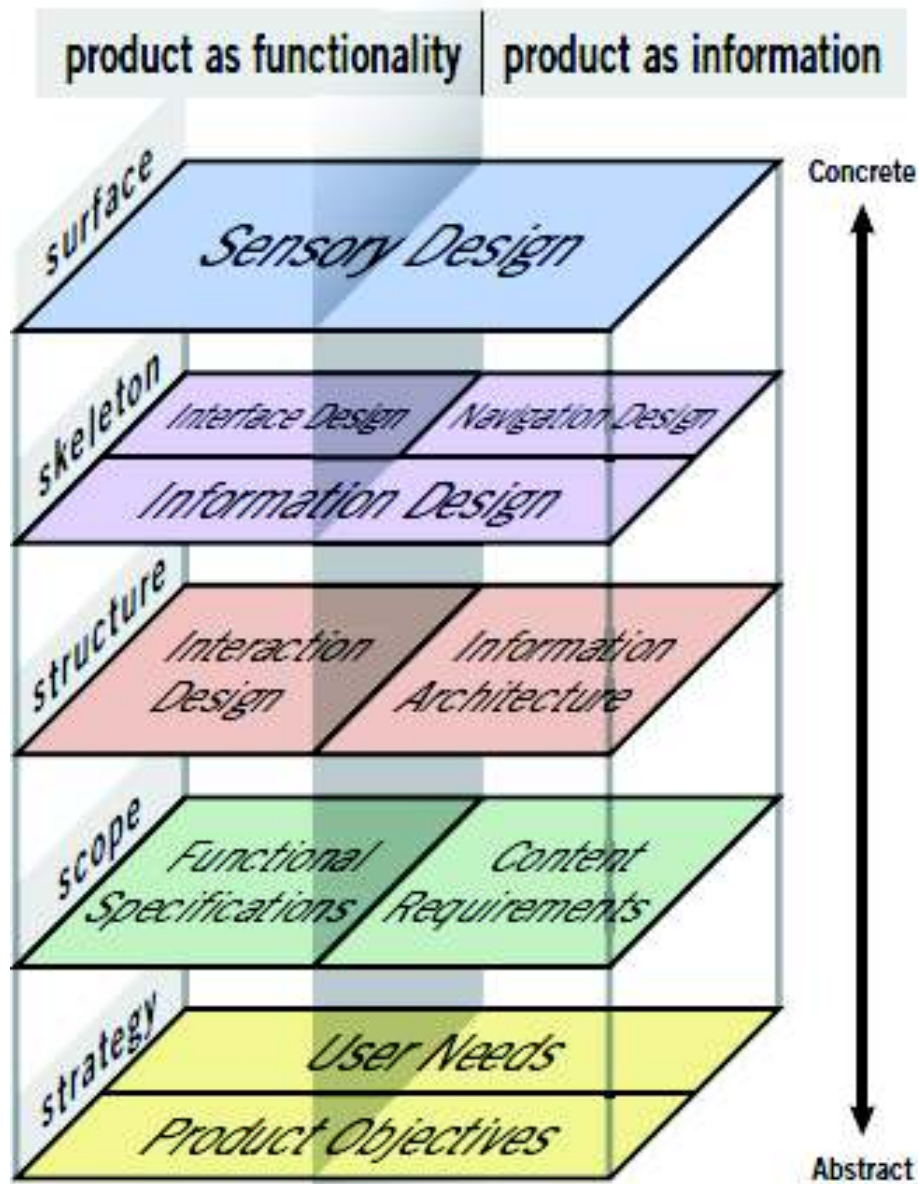 product as functionality
product as information
Concrete
surface
Sensory Design
skeleton
Interface Design
Navigation Design
Information Design
structure
Interaction
Design
Information
Architecture
scope
Functional
Specifications
Content
Requirements
strategy
User Needs
Product Objectives
Abstract